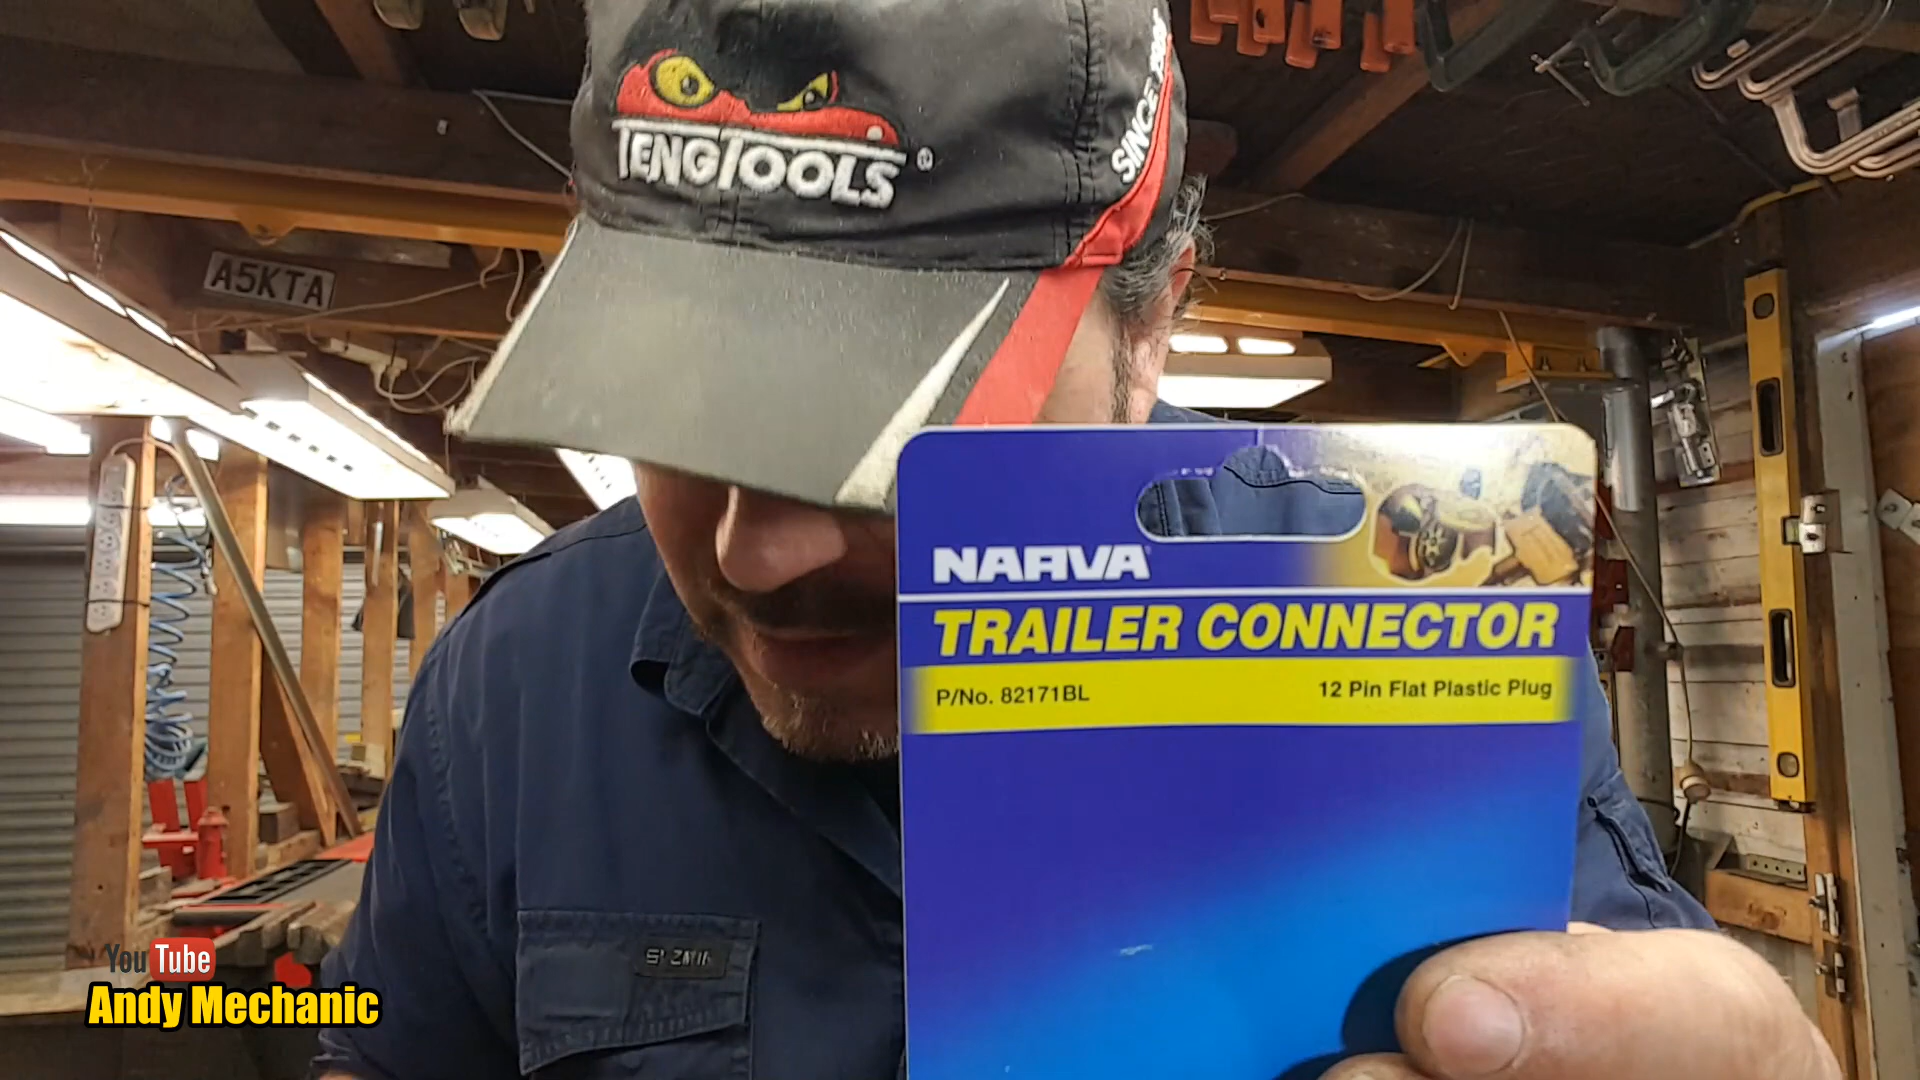 TENGTOOLS ®
SINCE
A5KTA
NARVA
TRAILER CONNECTOR
P/No. 82171BL
12 Pin Flat Plastic Plug
YouTube
Andy Mechanic